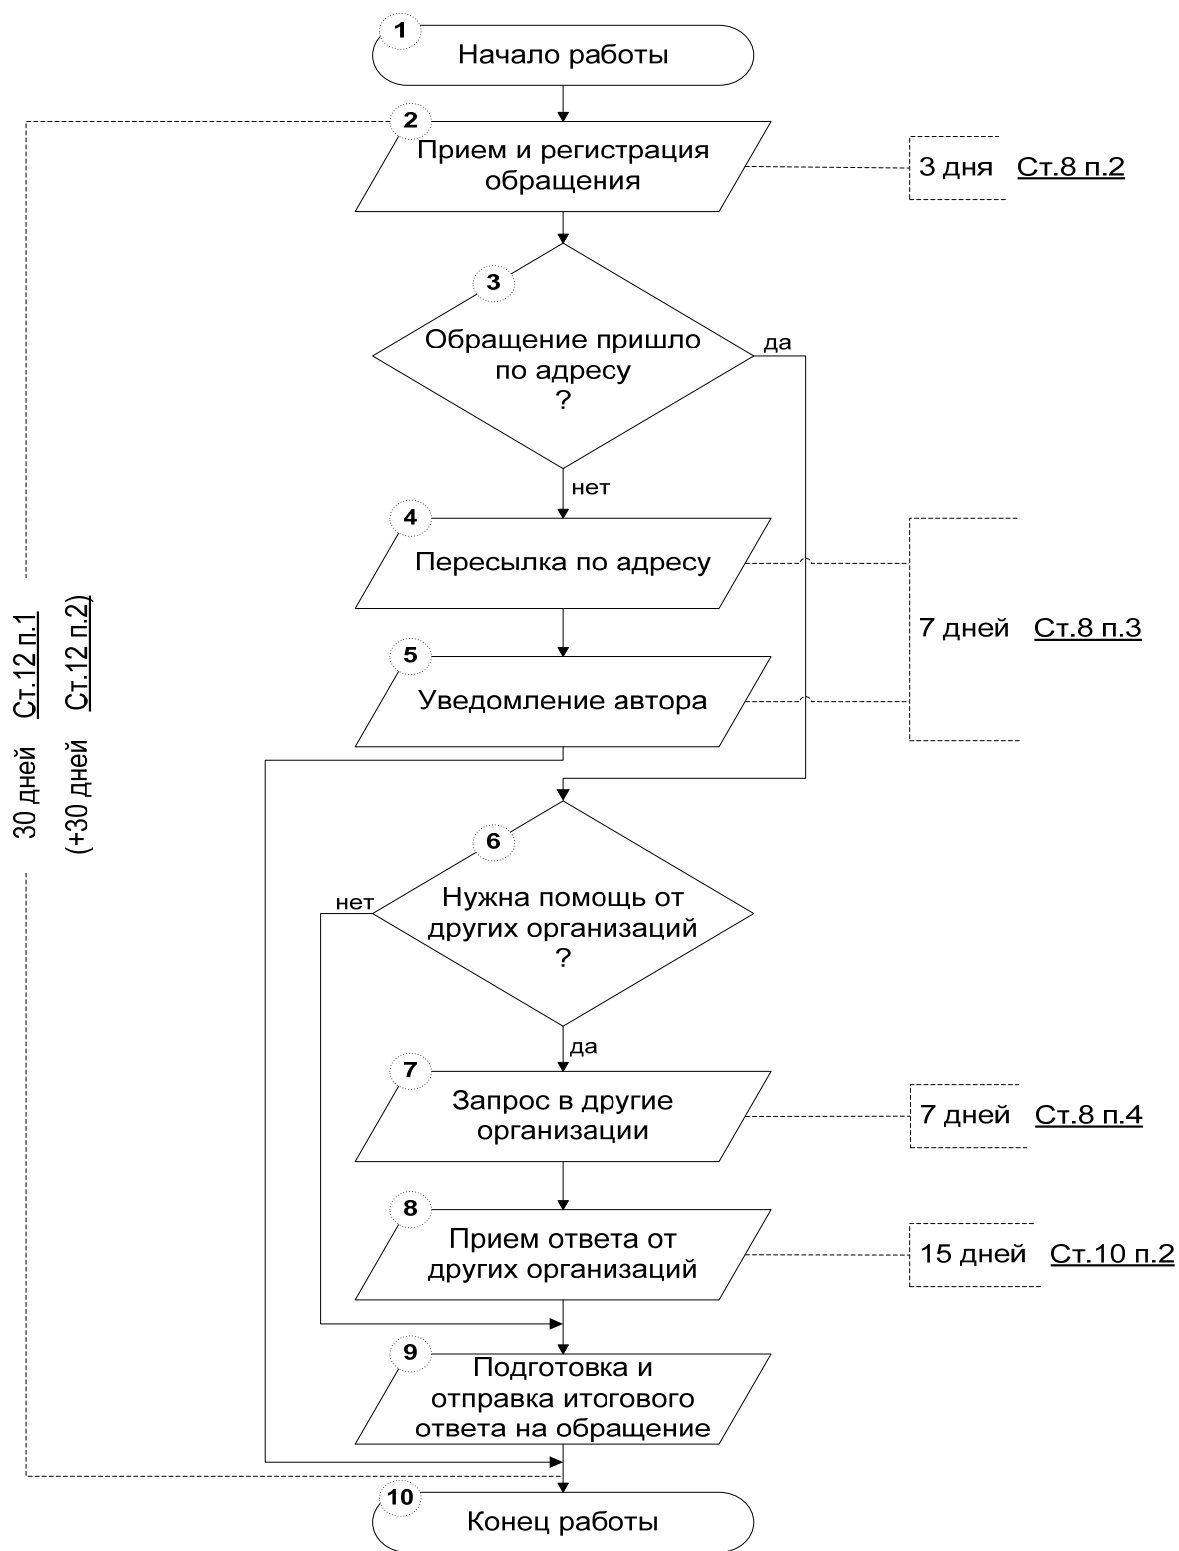 1
Начало работы
2
Прием и регистрация
обращения
3 дня Ст.8 п.2
3
Обращение пришло
по адресу
?
да
нет
4
Пересылка по адресу
7 дней Ст.8 п.3
5
Уведомление автора
30 дней Ст.12 п.1
(+30 дней Ст.12 п.2)
6
Нужна помощь от
других организаций
?
нет
да
7
Запрос в другие
организации
7 дней Ст.8 п.4
8
Прием ответа от
других организаций
15 дней Ст.10 п.2
9
Подготовка и
отправка итогового
ответа на обращение
10
Конец работы